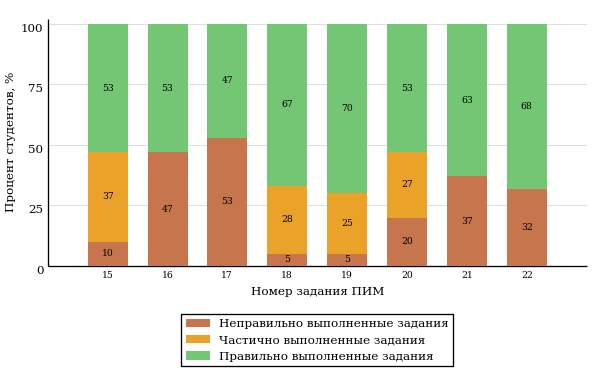 100
75
50
25
0
Процент студентов, %
53 53 47 67 70 53 63 68
37 28 25 27
10 47 53 5 5 20 37 32
15 16 17 18 19 20 21 22
Номер задания ПИМ
Неправильно выполненные задания
Частично выполненные задания
Правильно выполненные задания